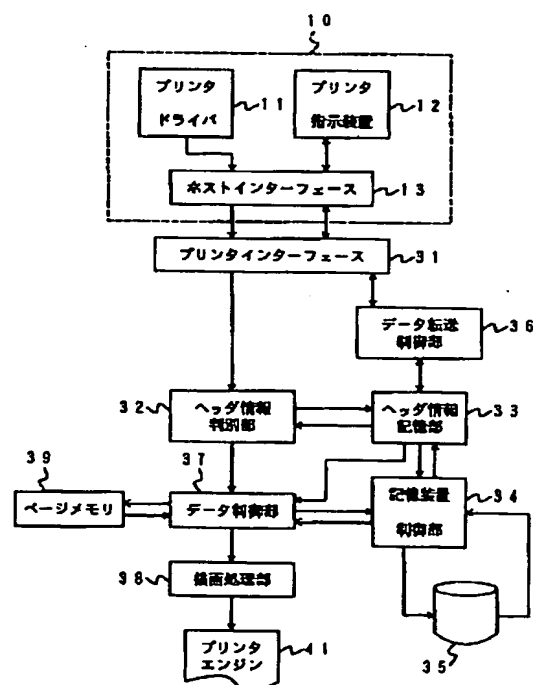 10
プリンタ
ドライバ
11
プリンタ
指示装置
12
ホストインターフェース
13
プリンタインターフェース
31
データ転送
制御部
36
32
ヘッダ情報
判別部
ヘッダ情報
記憶部
33
39
ページメモリ
37
データ制御部
記憶装置
制御部
34
38
描画処理部
プリンタ
エンジン
41
35